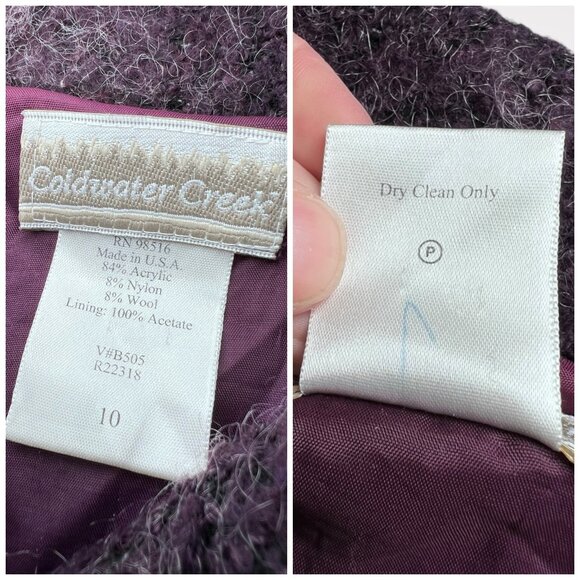 Coldwater Creek
RN 98516
Made in U.S.A.
84% Acrylic
8% Nylon
8% Wool
Lining: 100% Acetate
V#B505
R22318
10
Dry Clean Only
P